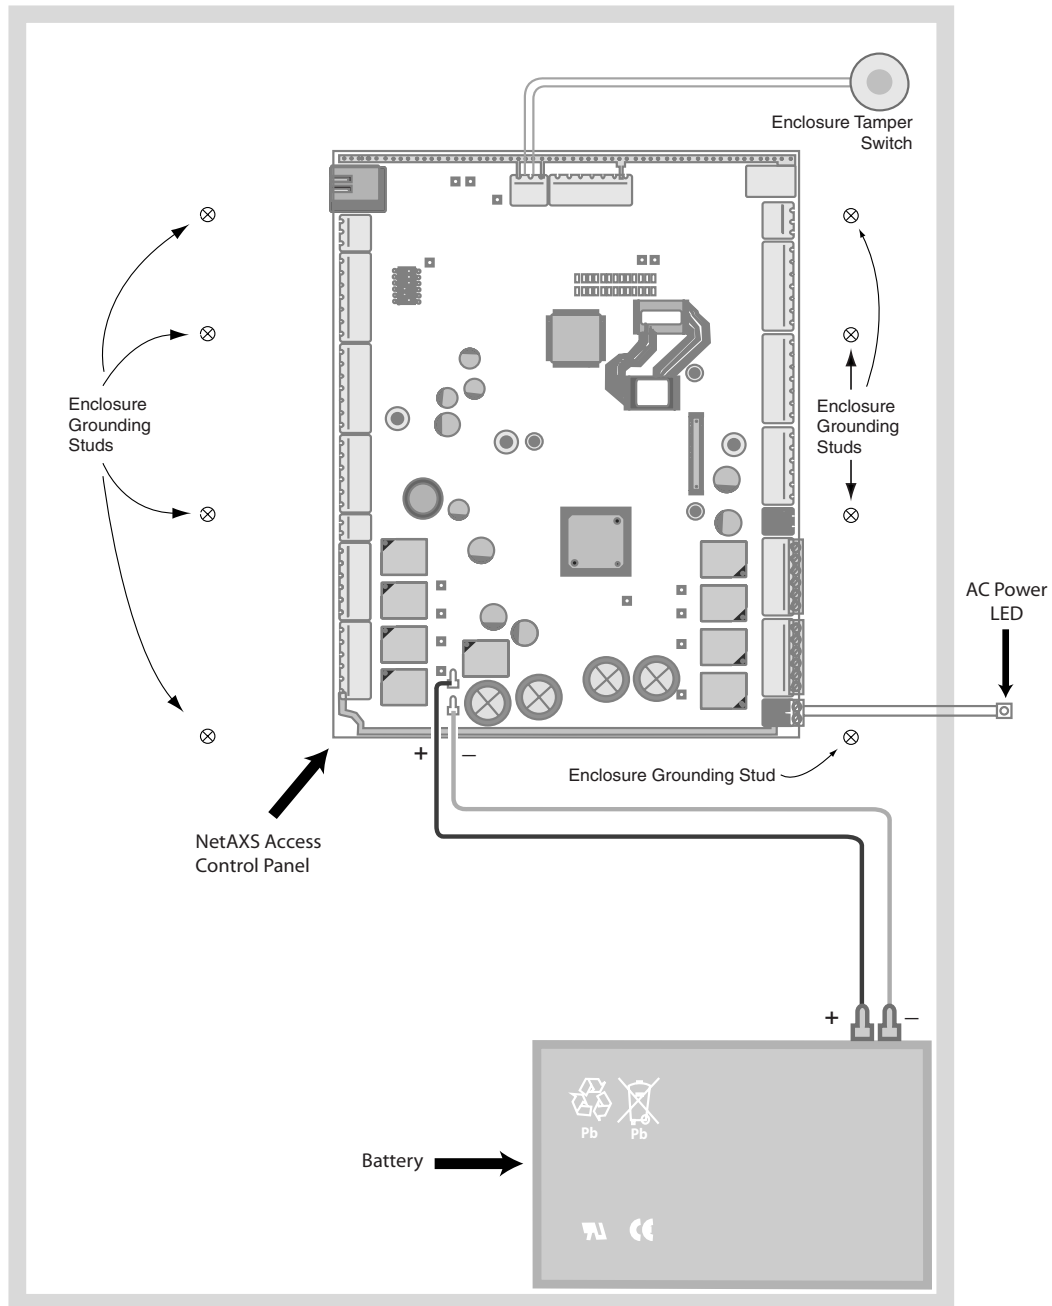 Enclosure Tamper
Switch
Enclosure
Grounding
Studs
Enclosure
Grounding
Studs
AC Power
LED
+
–
Enclosure Grounding Stud
NetAXS Access
Control Panel
+
–
Pb
Pb
Battery